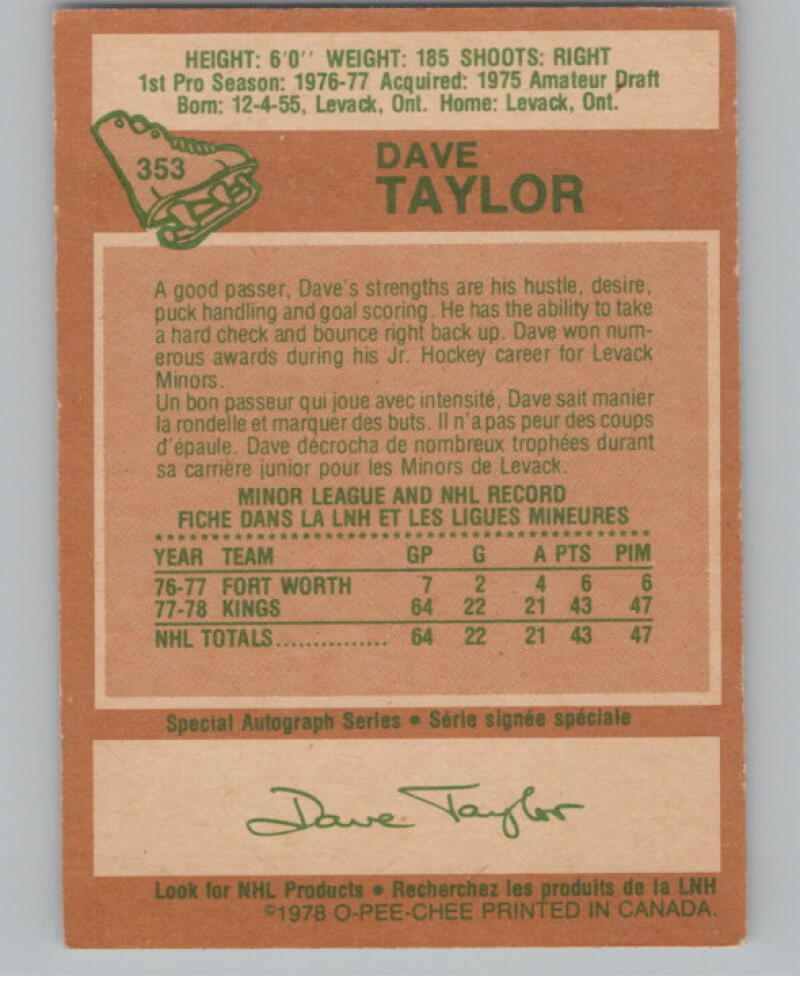 HEIGHT: 6'0'' WEIGHT: 185 SHOOTS: RIGHT
1st Pro Season: 1976-77 Acquired: 1975 Amateur Draft
Born: 12-4-55, Levack, Ont. Home: Levack, Ont.
353
DAVE
TAYLOR
A good passer, Dave's strengths are his hustle, desire,
puck handling and goal scoring. He has the ability to take
a hard check and bounce right back up. Dave won num-
erous awards during his Jr. Hockey career for Levack
Minors.
Un bon passeur qui joue avec intensité, Dave sait manier
la rondelle et marquer des buts. Il n'a pas peur des coups
d'épaule. Dave décrocha de nombreux trophées durant
sa carrière junior pour les Minors de Levack.
MINOR LEAGUE AND NHL RECORD
FICHE DANS LA LNH ET LES LIGUES MINEURES
YEAR TEAM GP G A PTS PIM
76-77 FORT WORTH 7 2 4 6 6
77-78 KINGS 64 22 21 43 47
NHL TOTALS............... 64 22 21 43 47
Special Autograph Series • Série signée spéciale
Dave Taylor
Look for NHL Products • Recherchez les produits de la LNH
©1978 O-PEE-CHEE PRINTED IN CANADA.